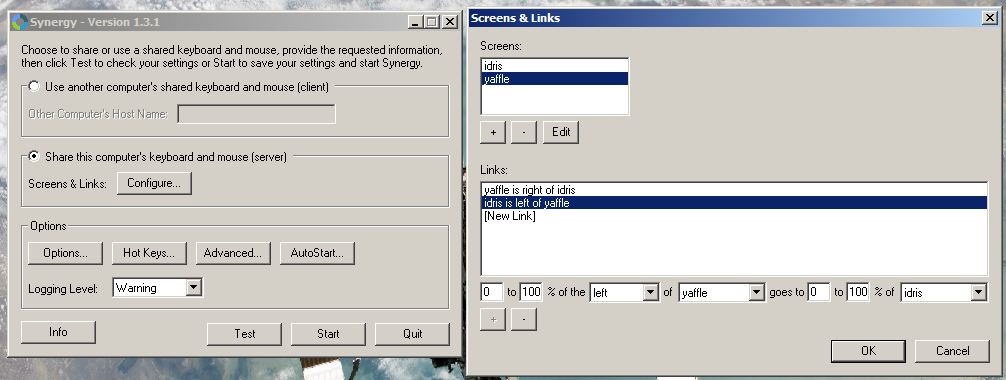 Synergy - Version 1.3.1
Choose to share or use a shared keyboard and mouse, provide the requested information,
then click Test to check your settings or Start to save your settings and start Synergy.
Use another computer's shared keyboard and mouse (client)
Other Computer's Host Name:
Share this computer's keyboard and mouse (server)
Screens & Links: Configure...
Options
Options... Hot Keys... Advanced... AutoStart...
Logging Level: Warning
Info Test Start Quit
Screens & Links
Screens:
idris
yaffle
+ - Edit
Links:
yaffle is right of idris
idris is left of yaffle
[New Link]
0 to 100 % of the left of yaffle goes to 0 to 100 % of idris
+ -
OK Cancel